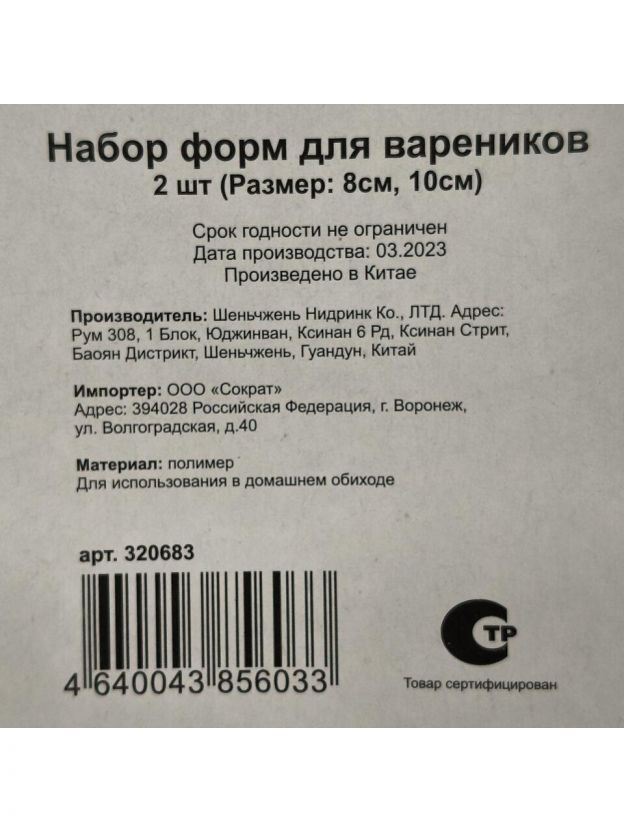 Набор форм для вареников
2 шт (Размер: 8см, 10см)
Срок годности не ограничен
Дата производства: 03.2023
Произведено в Китае
Производитель: Шеньчжень Нидринк Ко., ЛТД. Адрес:
Рум 308, 1 Блок, Юджинван, Ксинан 6 Рд, Ксинан Стрит,
Баоян Дистрикт, Шеньчжень, Гуандун, Китай
Импортер: ООО «Сократ»
Адрес: 394028 Российская Федерация, г. Воронеж,
ул. Волгоградская, д.40
Материал: полимер
Для использования в домашнем обиходе
арт. 320683
4 640043 856033
СТР
Товар сертифицирован